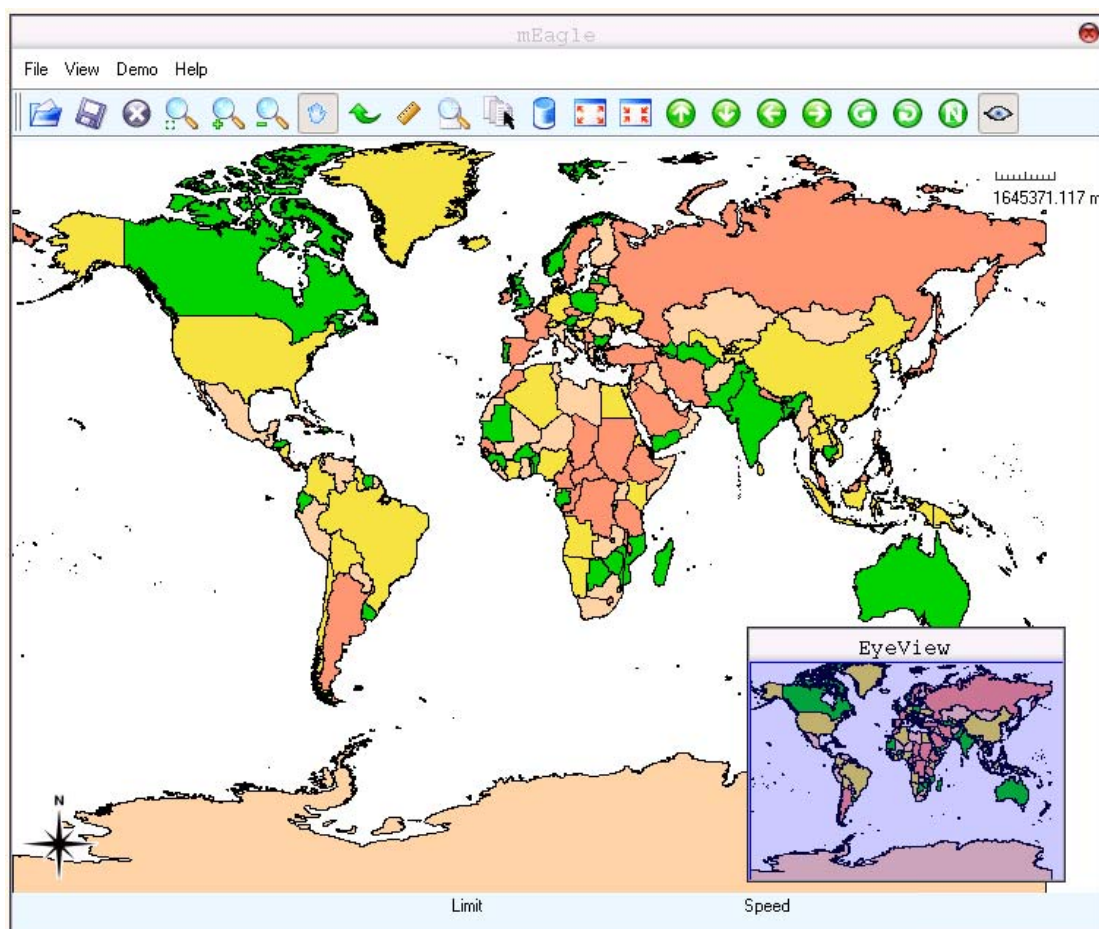 mEagle
File View Demo Help
N
1645371.117 m
N
EyeView
Limit Speed